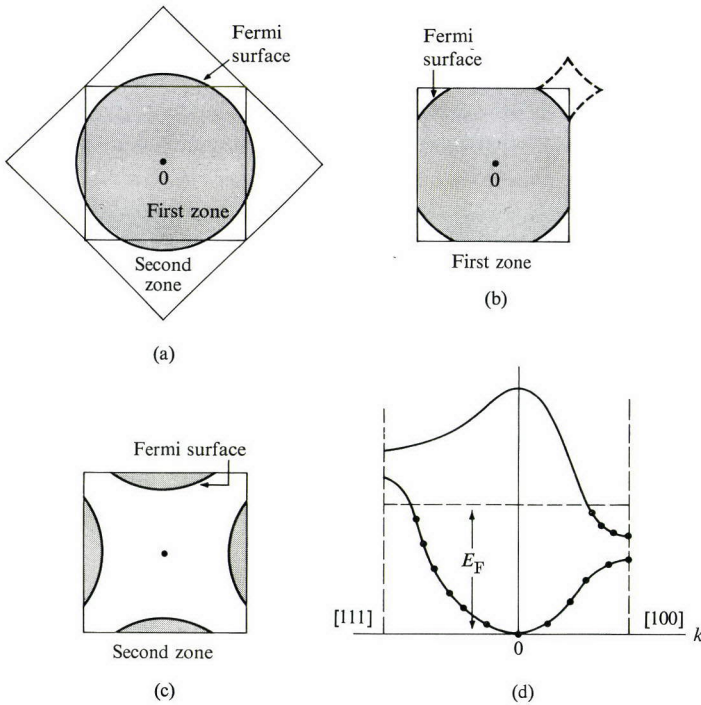 Fermi
surface
0
First zone
Second
zone
(a)
Fermi
surface
0
First zone
(b)
Fermi surface
Second zone
(c)
E_F
[111]
[100]
k
0
(d)